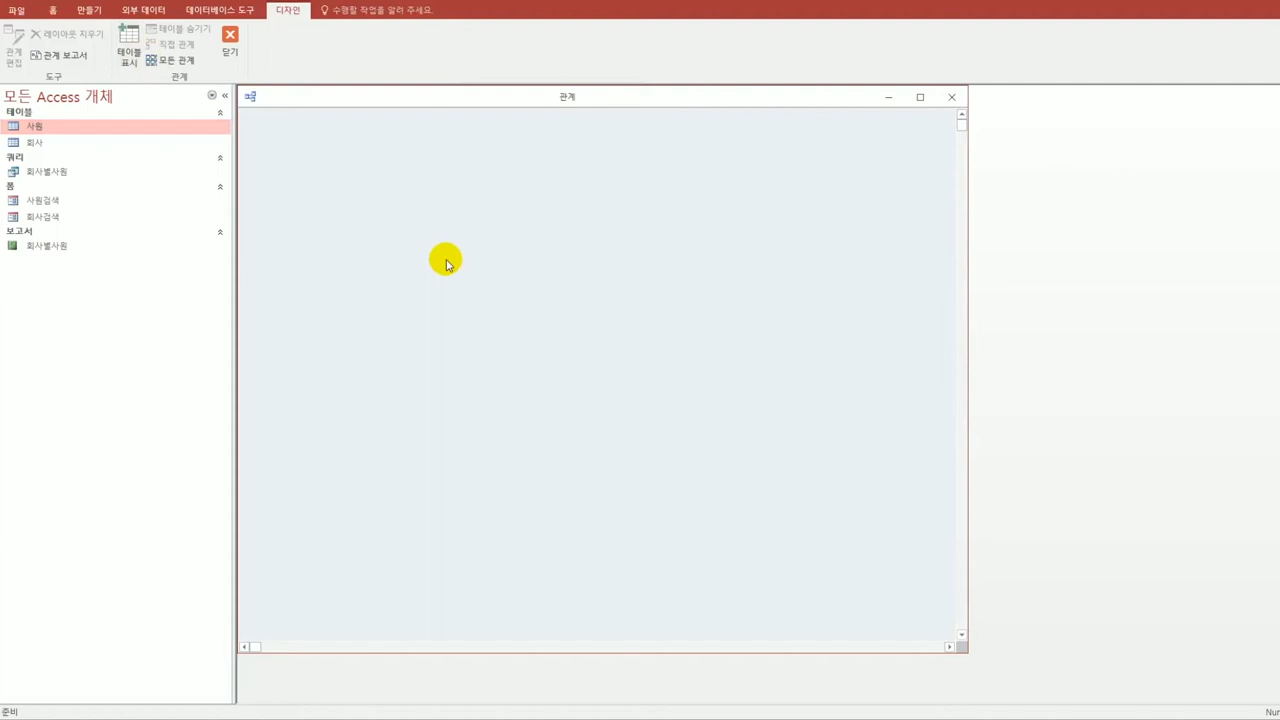 파일 홈 만들기 외부 데이터 데이터베이스 도구 디자인 수행할 작업을 알려 주세요.
관계 편집
레이아웃 지우기
관계 보고서
도구
테이블 표시
테이블 숨기기
직접 관계
모든 관계
관계
닫기
모든 Access 개체
테이블
사원
회사
쿼리
회사별사원
폼
사원검색
회사검색
보고서
회사별사원
관계
준비
Num